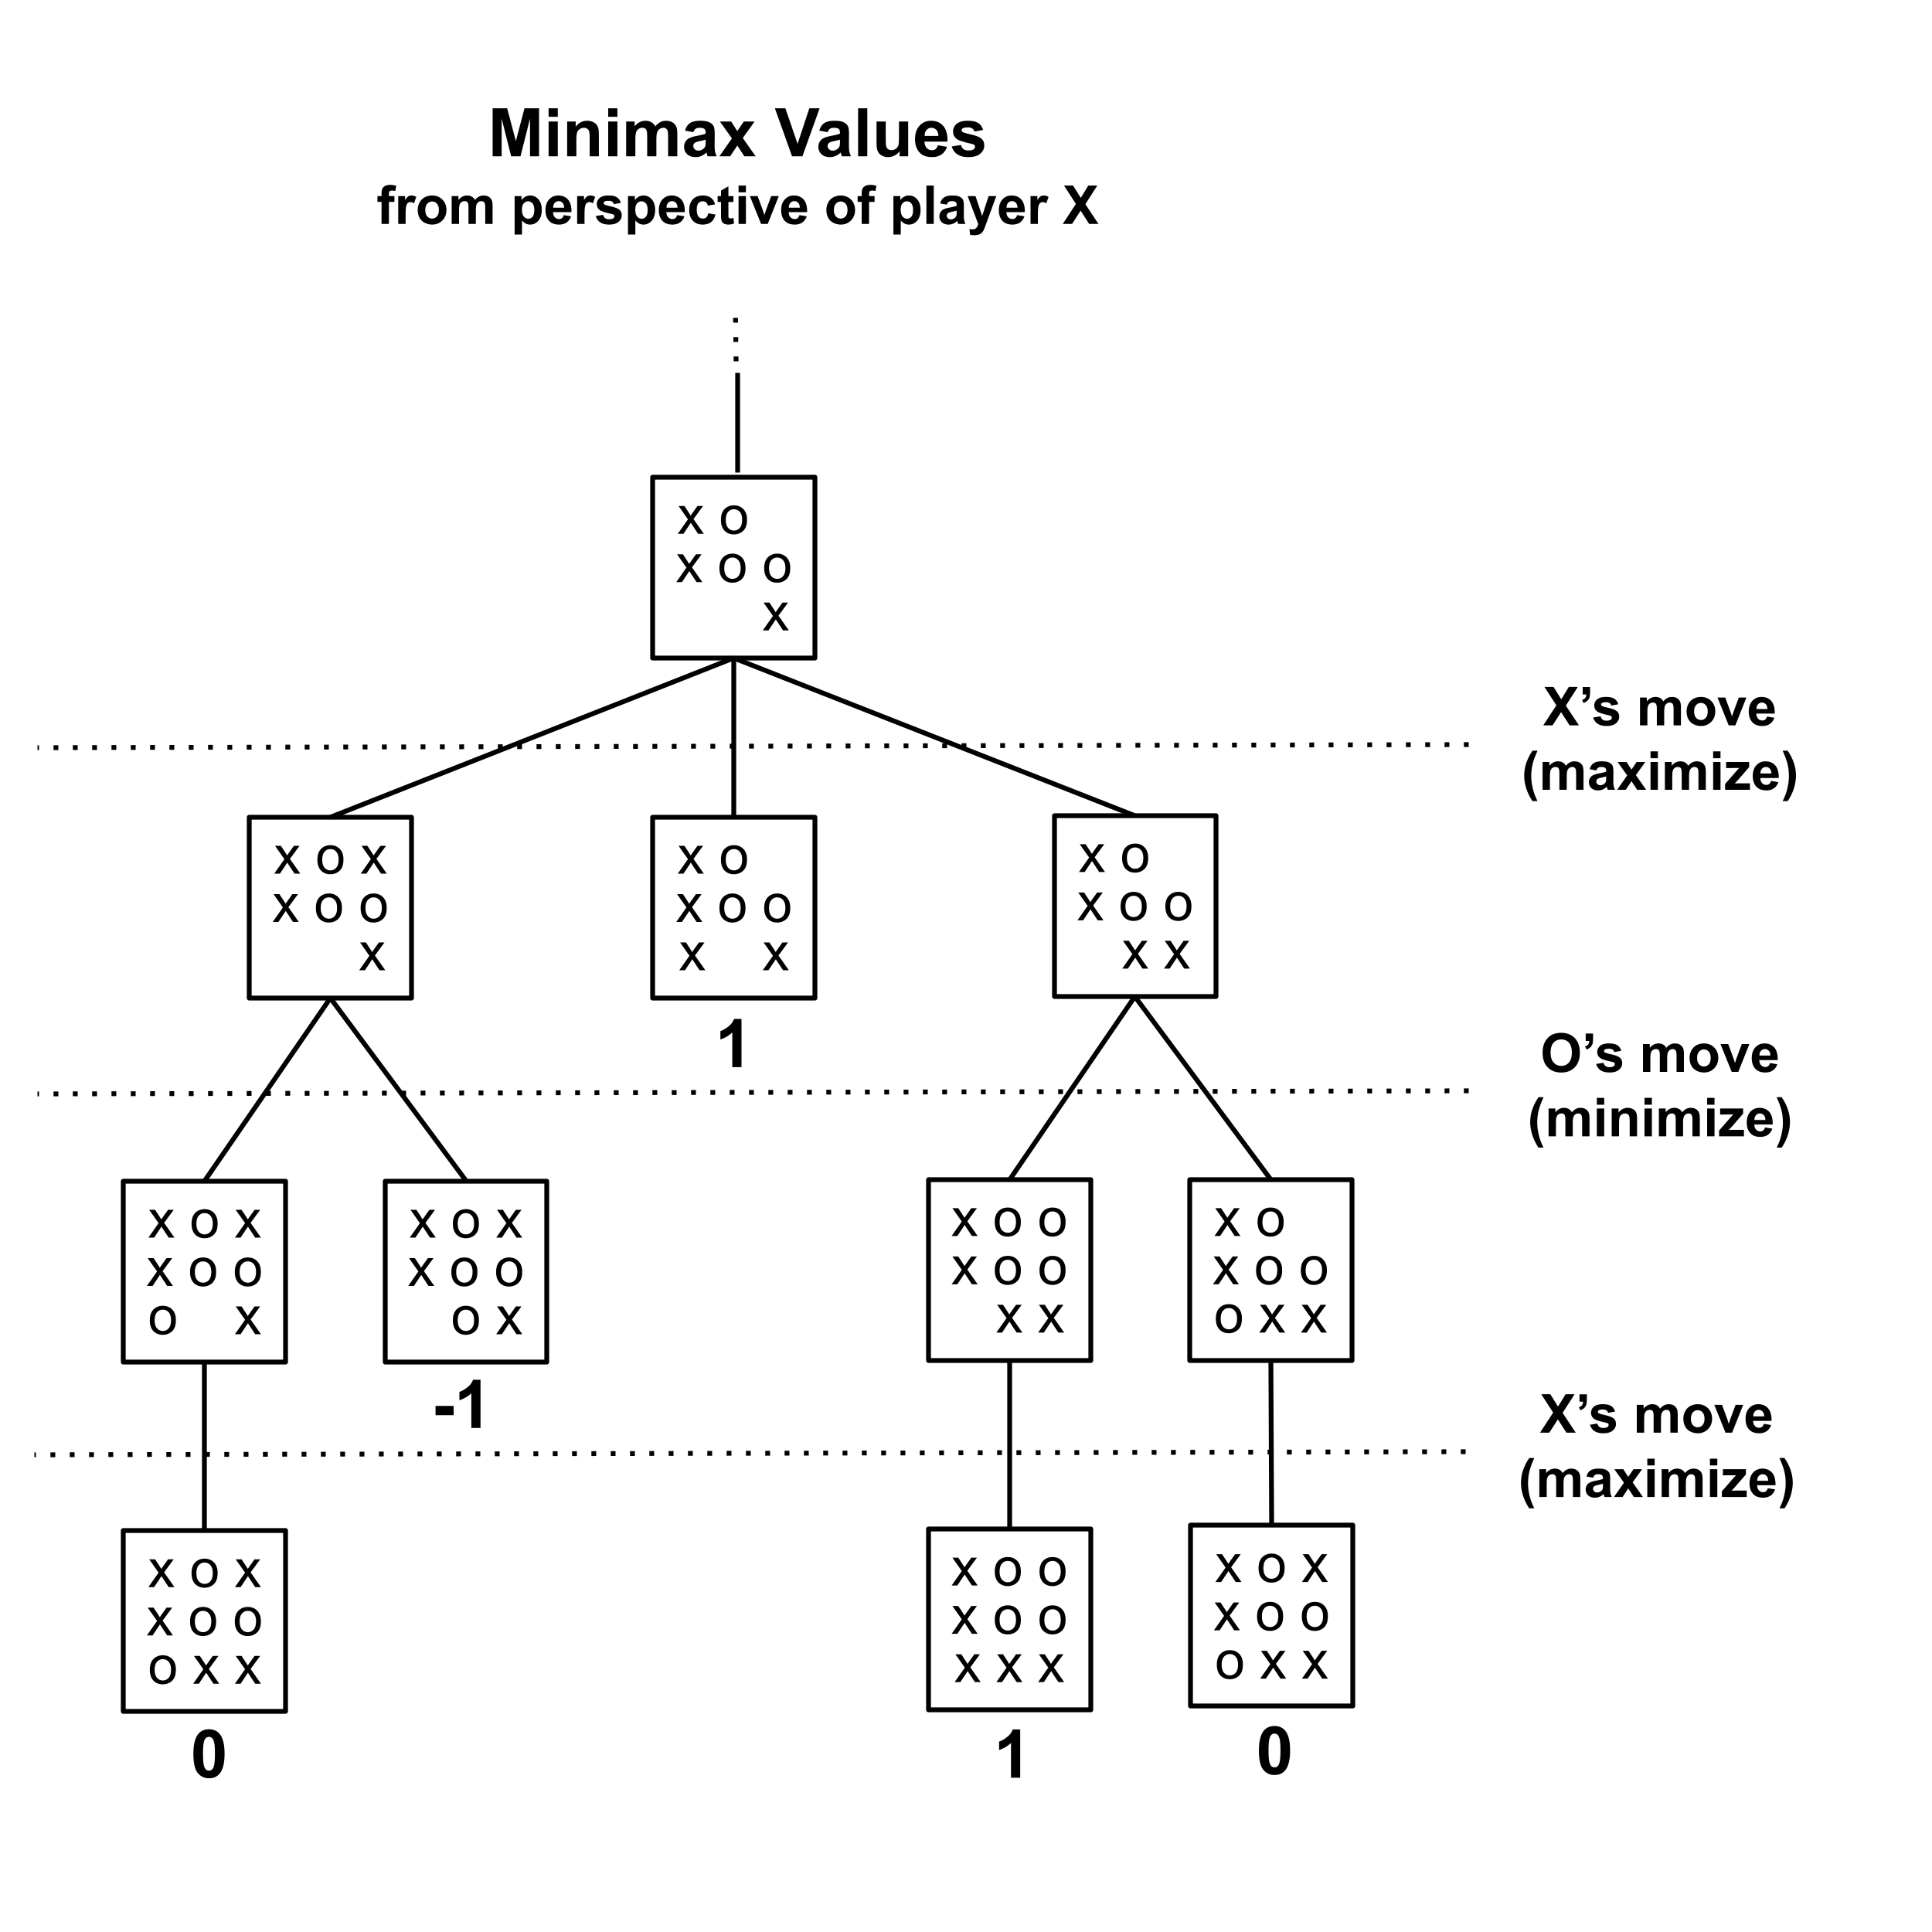 Minimax Values
from perspective of player X
X O
X O O
X
X's move
(maximize)
X O X
X O O
X
X O
X O O
X X
X O
X O O
X X
1
O's move
(minimize)
X O X
X O O
O X
X O X
X O O
O X
X O O
X O O
X X
X O
X O O
O X X
-1
X's move
(maximize)
X O X
X O O
O X X
X O O
X O O
X X X
X O X
X O O
O X X
0
1
0